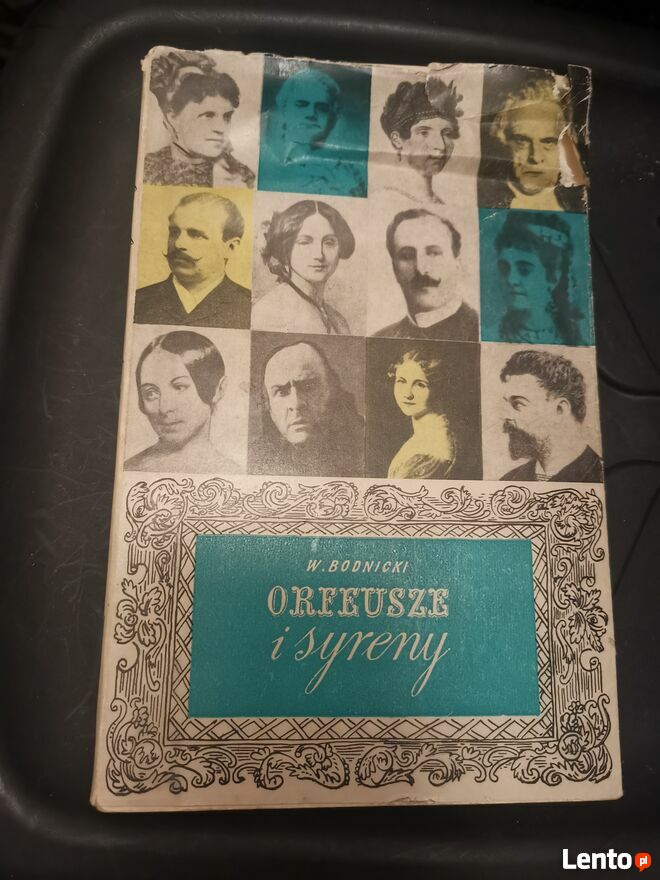 W. BODNICKI
ORFEUSZE
i syreny
Lento pl